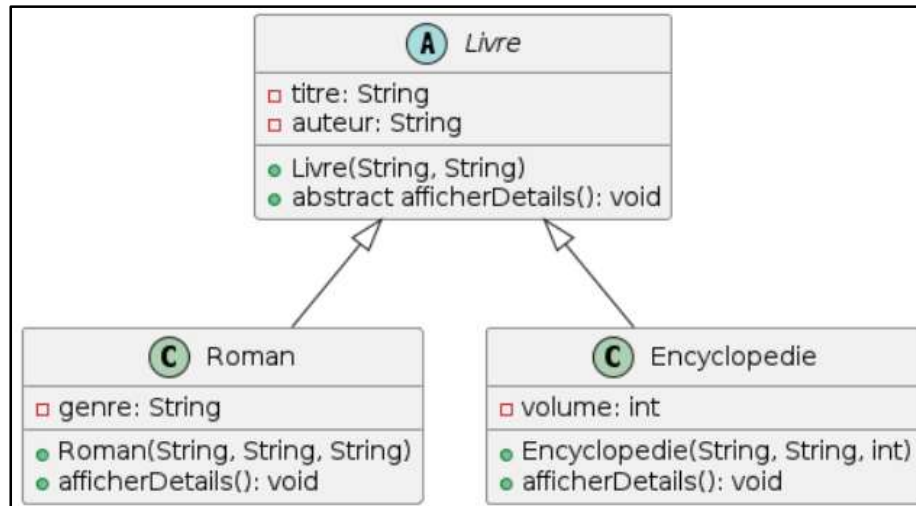 A Livre
titre: String
auteur: String
Livre(String, String)
abstract afficherDetails(): void
C Roman
genre: String
Roman(String, String, String)
afficherDetails(): void
C Encyclopedie
volume: int
Encyclopedie(String, String, int)
afficherDetails(): void